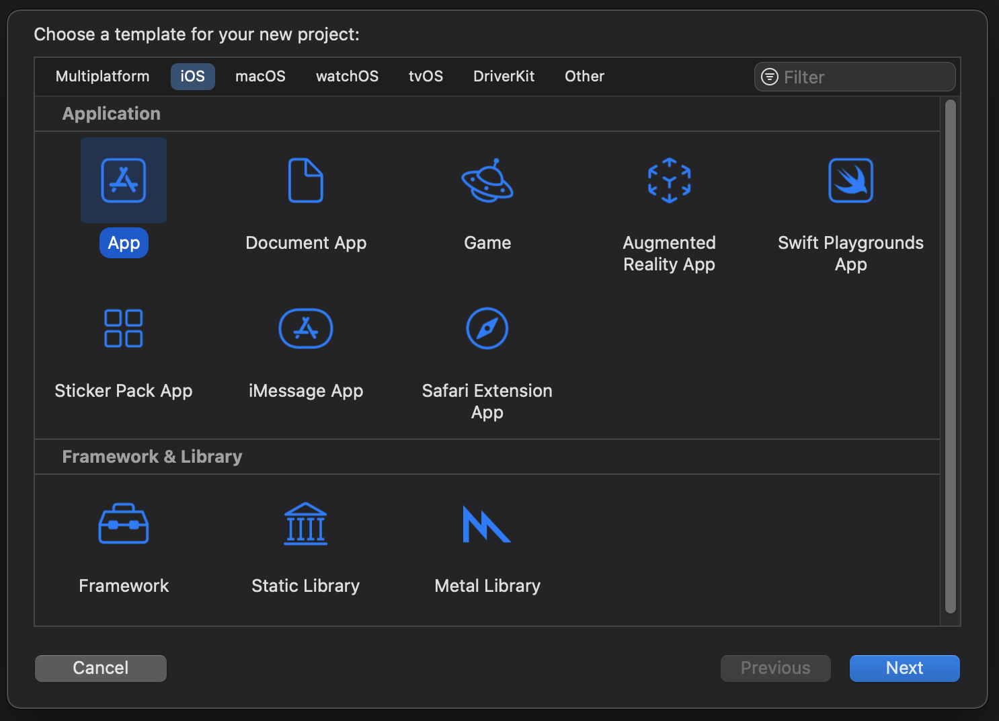 Choose a template for your new project:
Multiplatform iOS macOS watchOS tvOS DriverKit Other Filter
Application
App Document App Game Augmented Swift Playgrounds
Reality App App
Sticker Pack App iMessage App Safari Extension
App
Framework & Library
Framework Static Library Metal Library
Cancel Previous Next